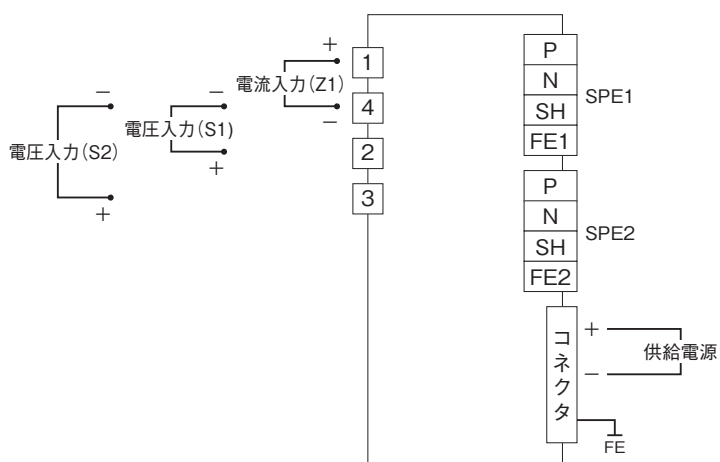 電圧入力（S2）
−
+
電圧入力（S1）
−
+
電流入力（Z1）
+
−
1
4
2
3
P
N
SH
FE1
SPE1
P
N
SH
FE2
SPE2
コネクタ
+
−
供給電源
FE